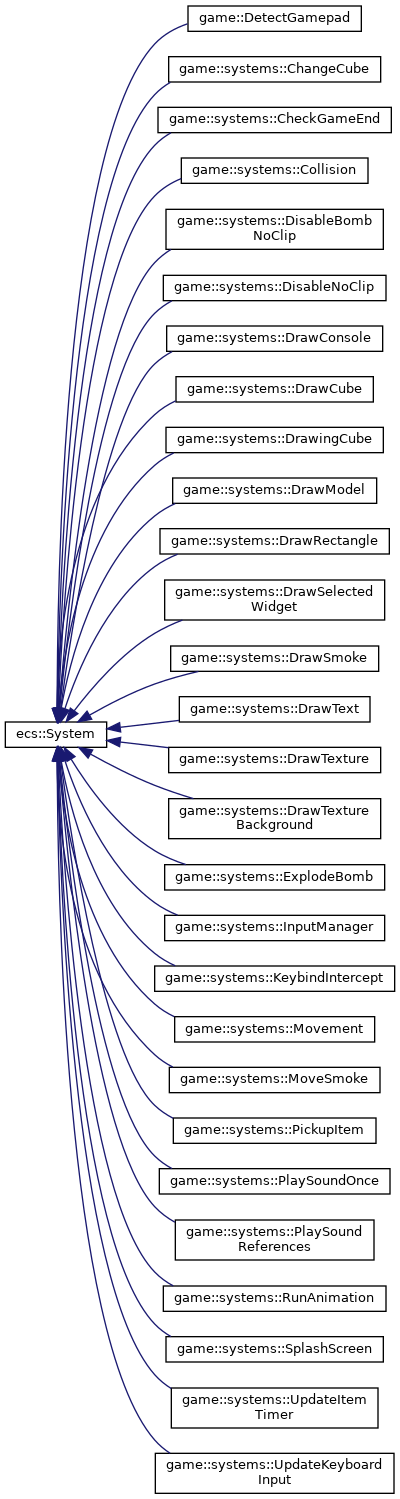 game::DetectGamepad
game::systems::ChangeCube
game::systems::CheckGameEnd
game::systems::Collision
game::systems::DisableBomb
NoClip
game::systems::DisableNoClip
game::systems::DrawConsole
game::systems::DrawCube
game::systems::DrawingCube
game::systems::DrawModel
game::systems::DrawRectangle
game::systems::DrawSelected
Widget
game::systems::DrawSmoke
game::systems::DrawText
ecs::System
game::systems::DrawTexture
game::systems::DrawTexture
Background
game::systems::ExplodeBomb
game::systems::InputManager
game::systems::KeybindIntercept
game::systems::Movement
game::systems::MoveSmoke
game::systems::PickupItem
game::systems::PlaySoundOnce
game::systems::PlaySound
References
game::systems::RunAnimation
game::systems::SplashScreen
game::systems::UpdateItem
Timer
game::systems::UpdateKeyboard
Input